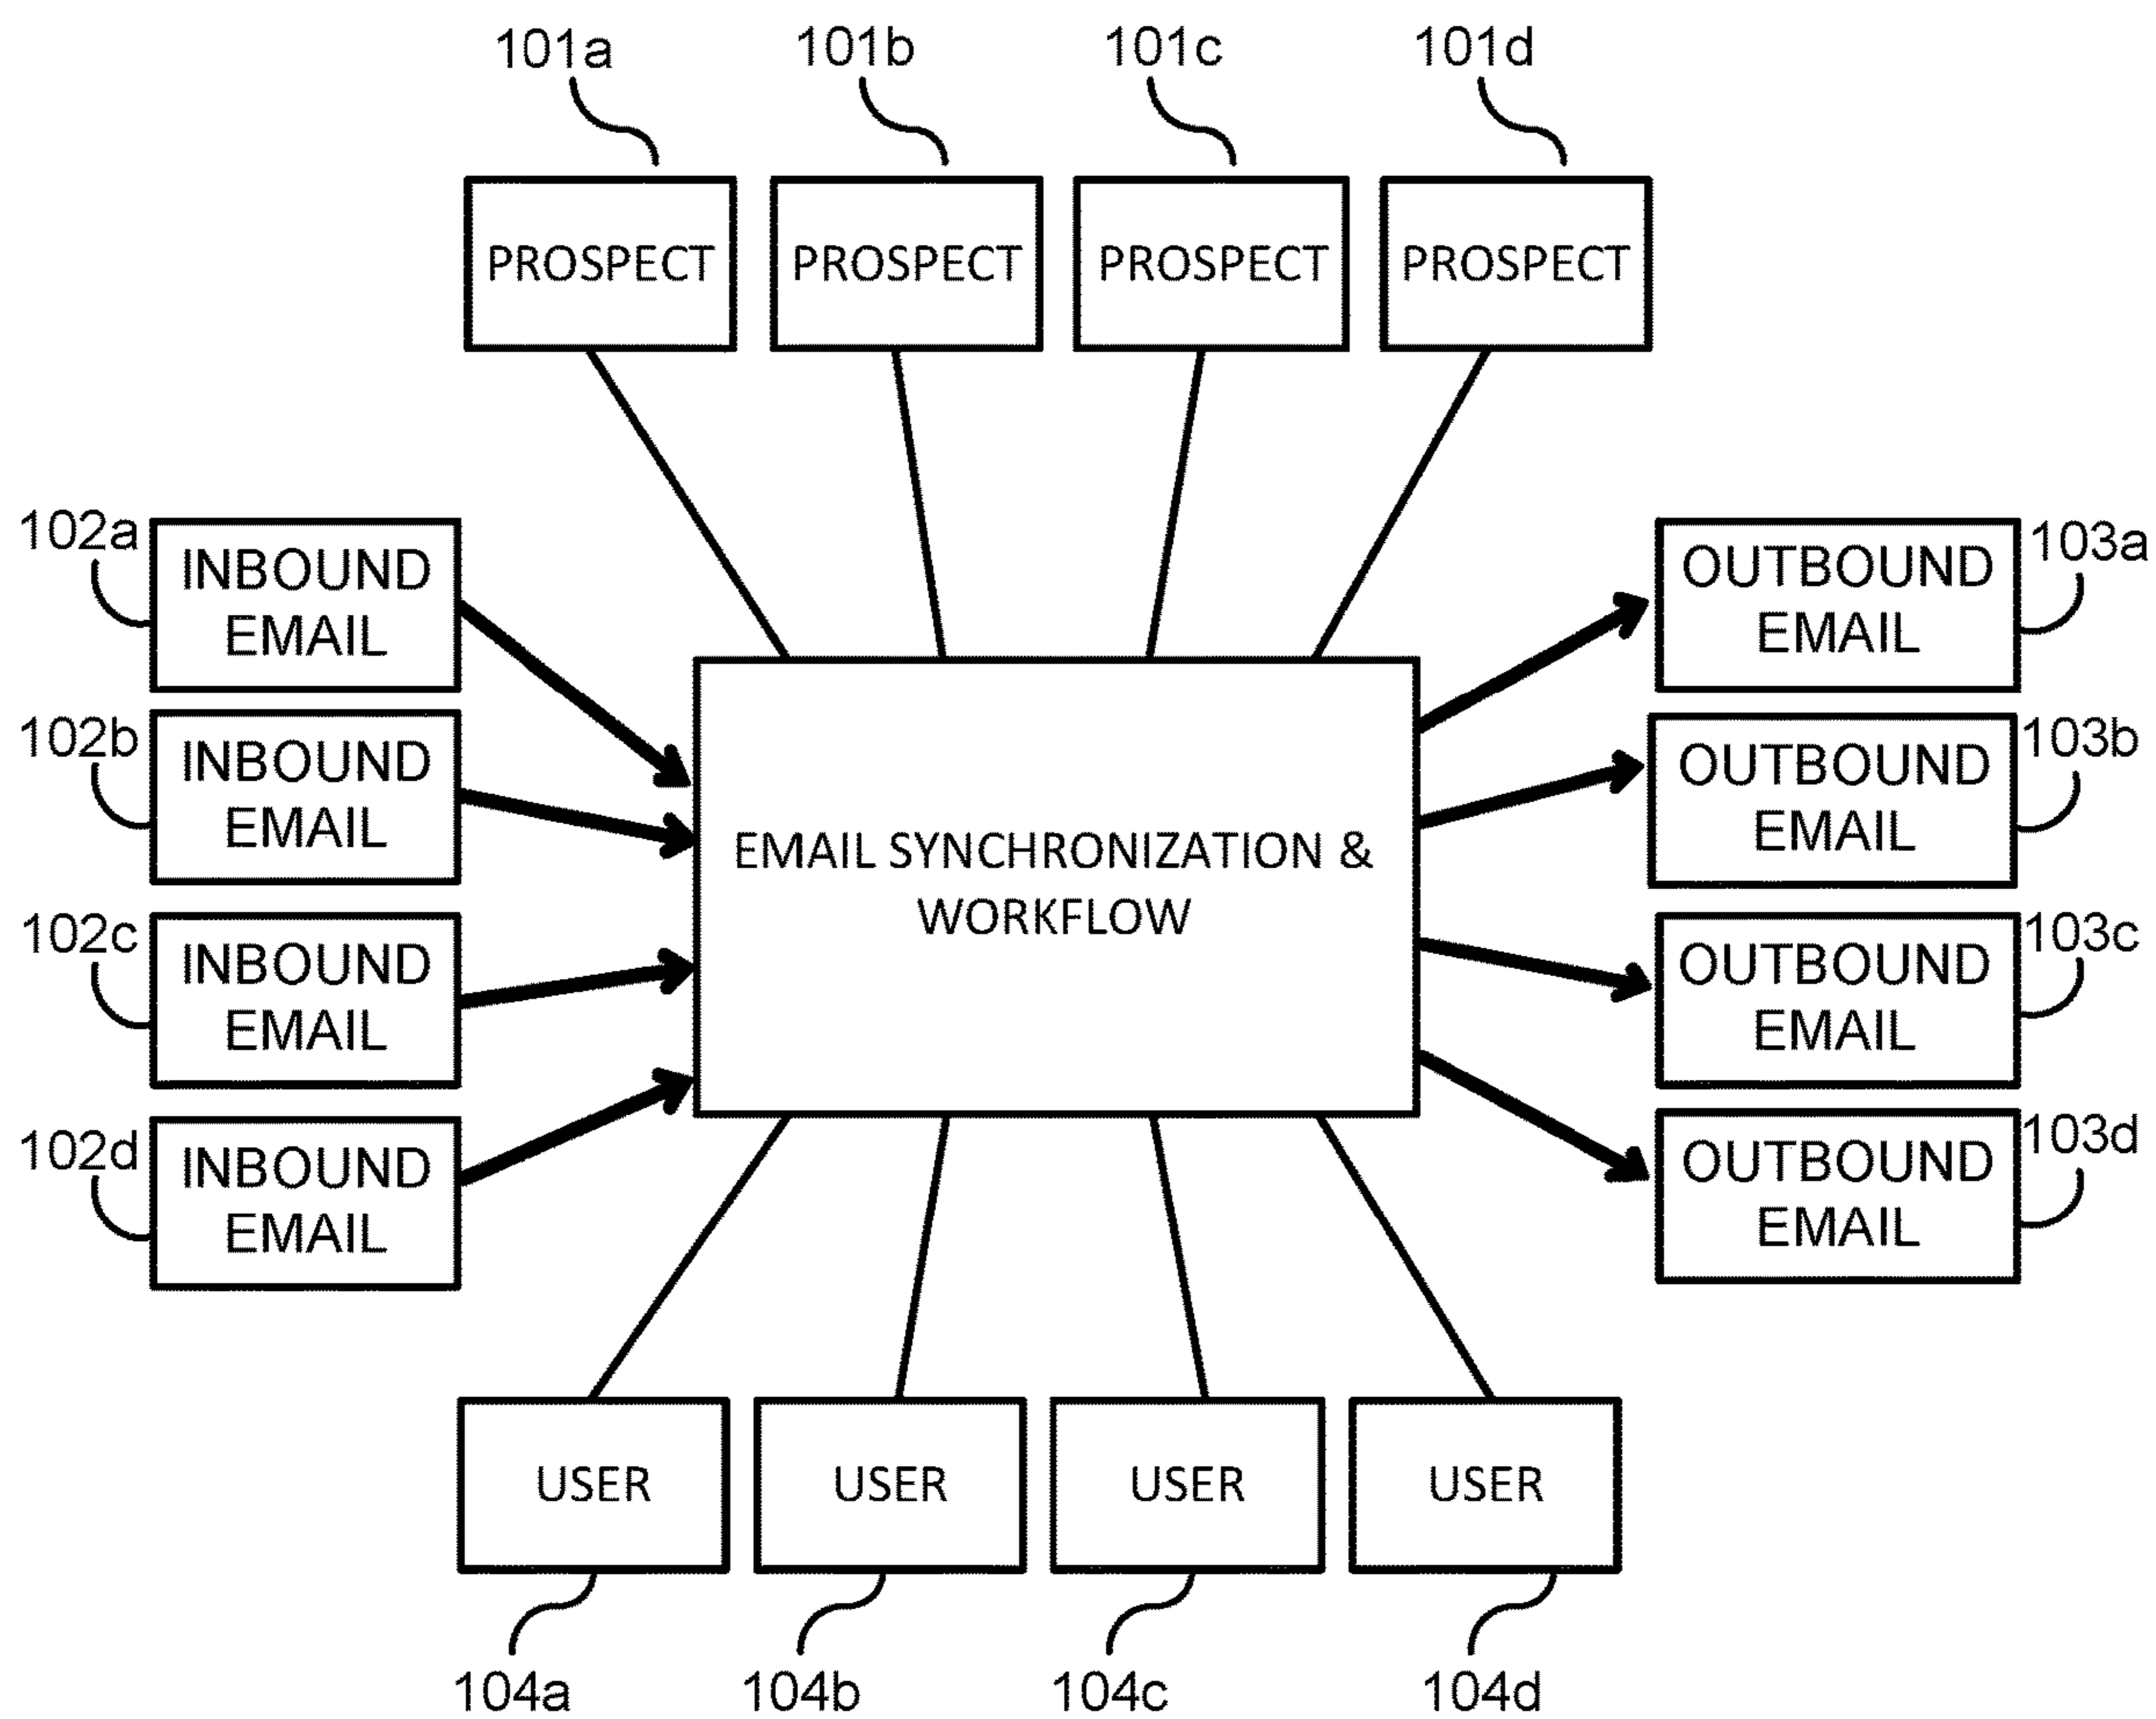 101a 101b 101c 101d
PROSPECT PROSPECT PROSPECT PROSPECT
102a
INBOUND
EMAIL
102b
INBOUND
EMAIL
102c
INBOUND
EMAIL
102d
INBOUND
EMAIL
EMAIL SYNCHRONIZATION &
WORKFLOW
OUTBOUND
EMAIL
103a
OUTBOUND
EMAIL
103b
OUTBOUND
EMAIL
103c
OUTBOUND
EMAIL
103d
USER USER USER USER
104a 104b 104c 104d